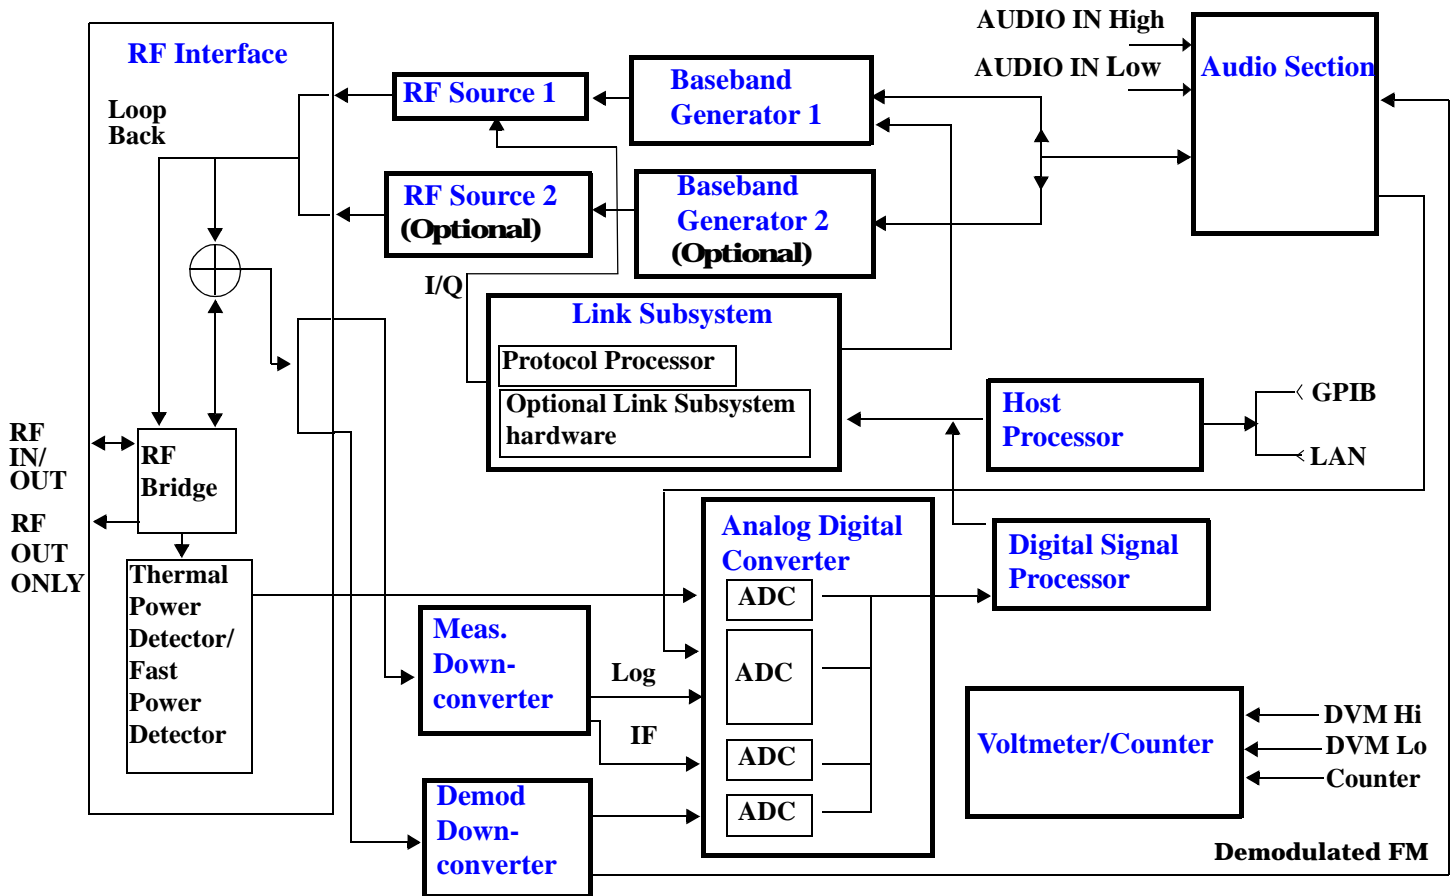 AUDIO IN High
RF Interface
AUDIO IN Low
Audio Section
RF Source 1
Baseband
Generator 1
Loop
Back
RF Source 2
(Optional)
Baseband
Generator 2
(Optional)
I/Q
Link Subsystem
Protocol Processor
Optional Link Subsystem
hardware
Host
Processor
GPIB
LAN
RF
IN/
OUT
RF
Bridge
RF
OUT
ONLY
Analog Digital
Converter
Digital Signal
Processor
Thermal
Power
Detector/
Fast
Power
Detector
ADC
Meas.
Down-
converter
Log
ADC
IF
ADC
ADC
Voltmeter/Counter
DVM Hi
DVM Lo
Counter
Demod
Down-
converter
Demodulated FM